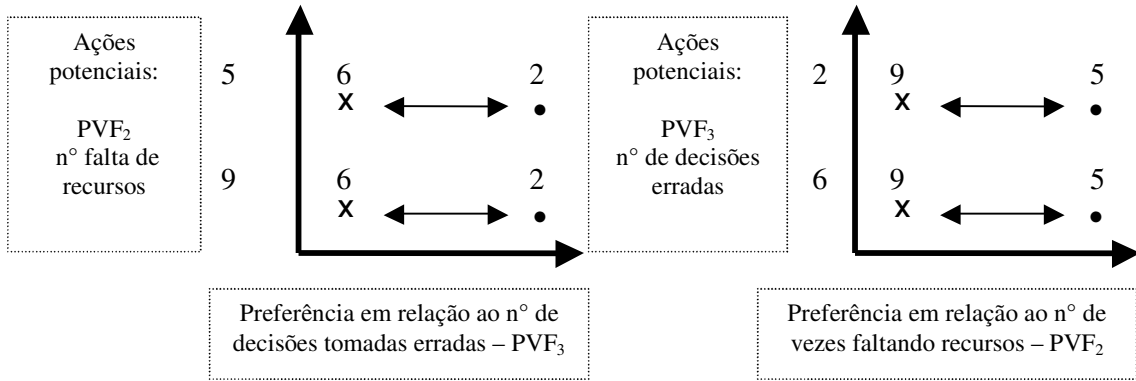 Ações
potenciais:
PVF₂
n° falta de
recursos
5
6
2
x
9
6
2
x
Preferência em relação ao n° de
decisões tomadas erradas – PVF₃
Ações
potenciais:
PVF₃
n° de decisões
erradas
2
9
5
x
6
9
5
x
Preferência em relação ao n° de
vezes faltando recursos – PVF₂